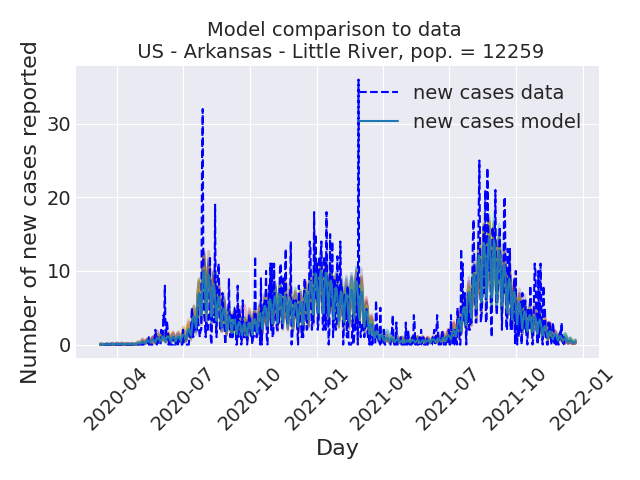 Model comparison to data
US - Arkansas - Little River, pop. = 12259
Number of new cases reported
new cases data
new cases model
30
20
10
0
2020-04
2020-07
2020-10
2021-01
2021-04
2021-07
2021-10
2022-01
Day